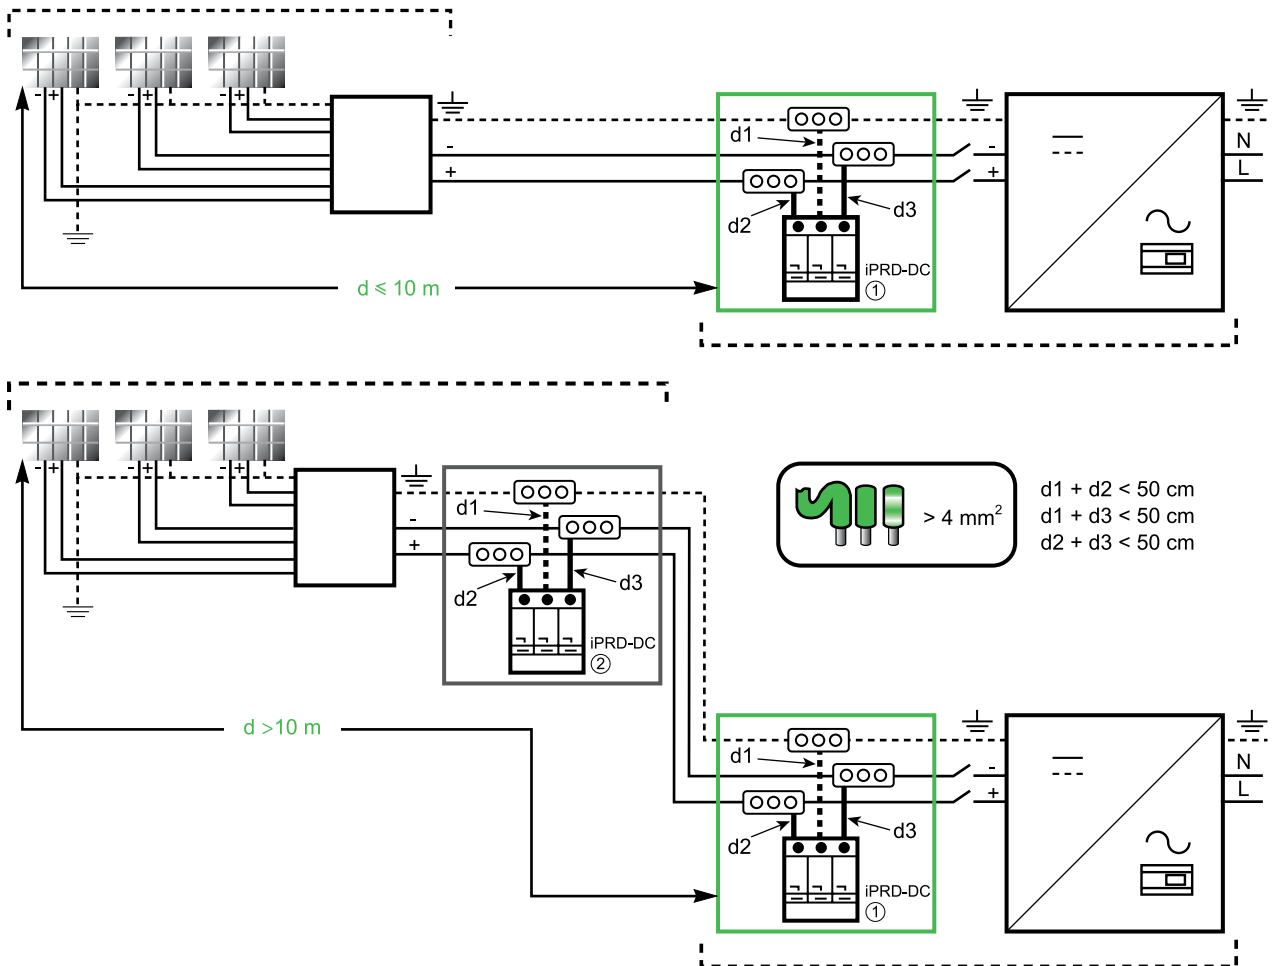 - + - + - +
-
+
d1
d2
d3
iPRD-DC
1
-
+
N
L
d ⩽ 10 m
- + - + - +
-
+
d1
d2
d3
iPRD-DC
2
> 4 mm²
d1 + d2 < 50 cm
d1 + d3 < 50 cm
d2 + d3 < 50 cm
d >10 m
d1
d2
d3
iPRD-DC
1
-
+
N
L